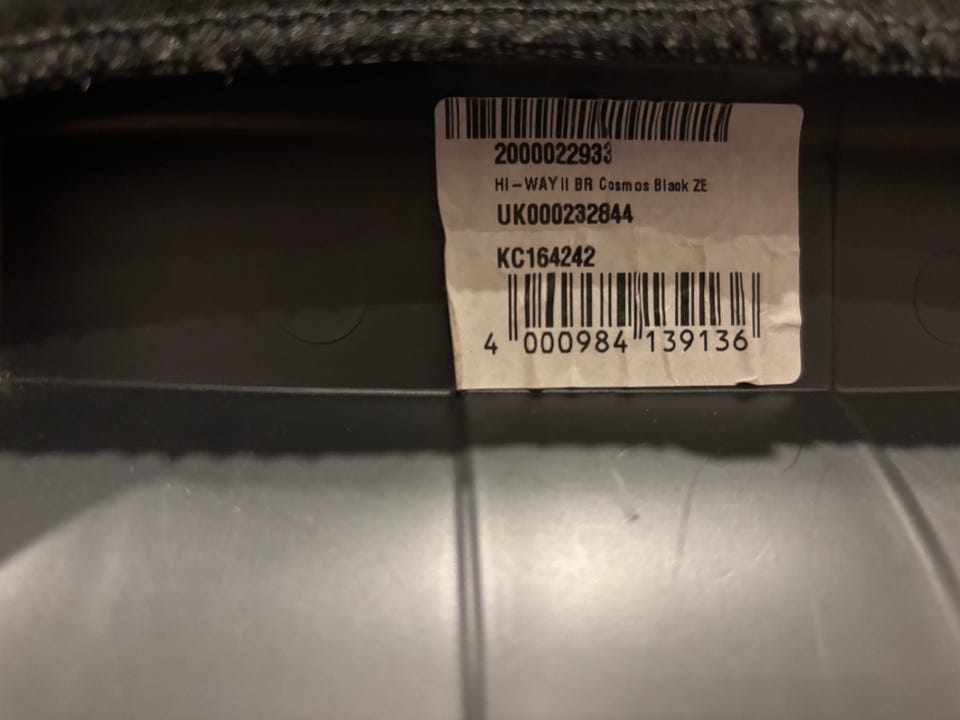 2000022933
HI-WAY II BR Cosmos Black ZE
UK000232844
KC164242
4 000984 139136